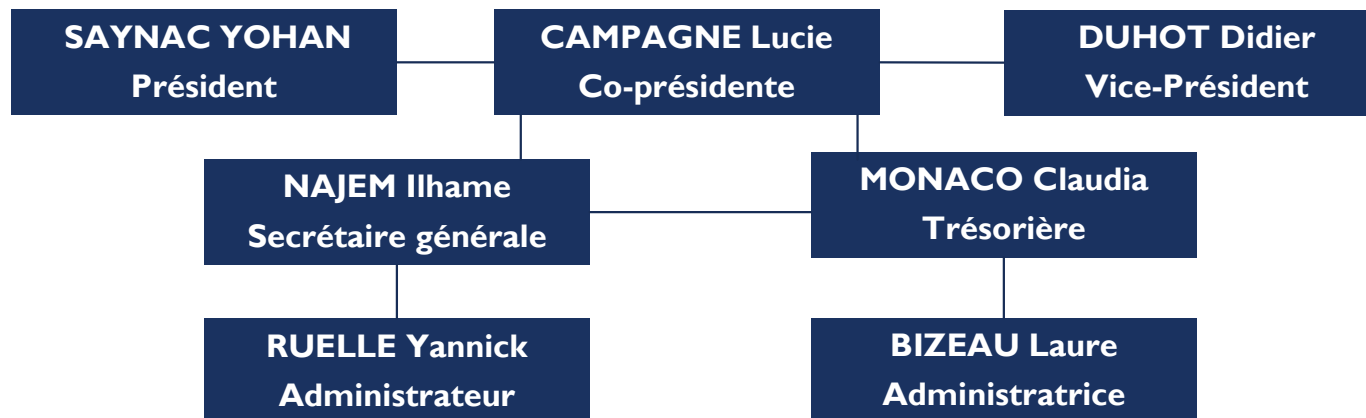 SAYNAC YOHAN
Président
CAMPAGNE Lucie
Co-présidente
DUHOT Didier
Vice-Président
NAJEM Ilhame
Secrétaire générale
MONACO Claudia
Trésorière
RUELLE Yannick
Administrateur
BIZEAU Laure
Administratrice